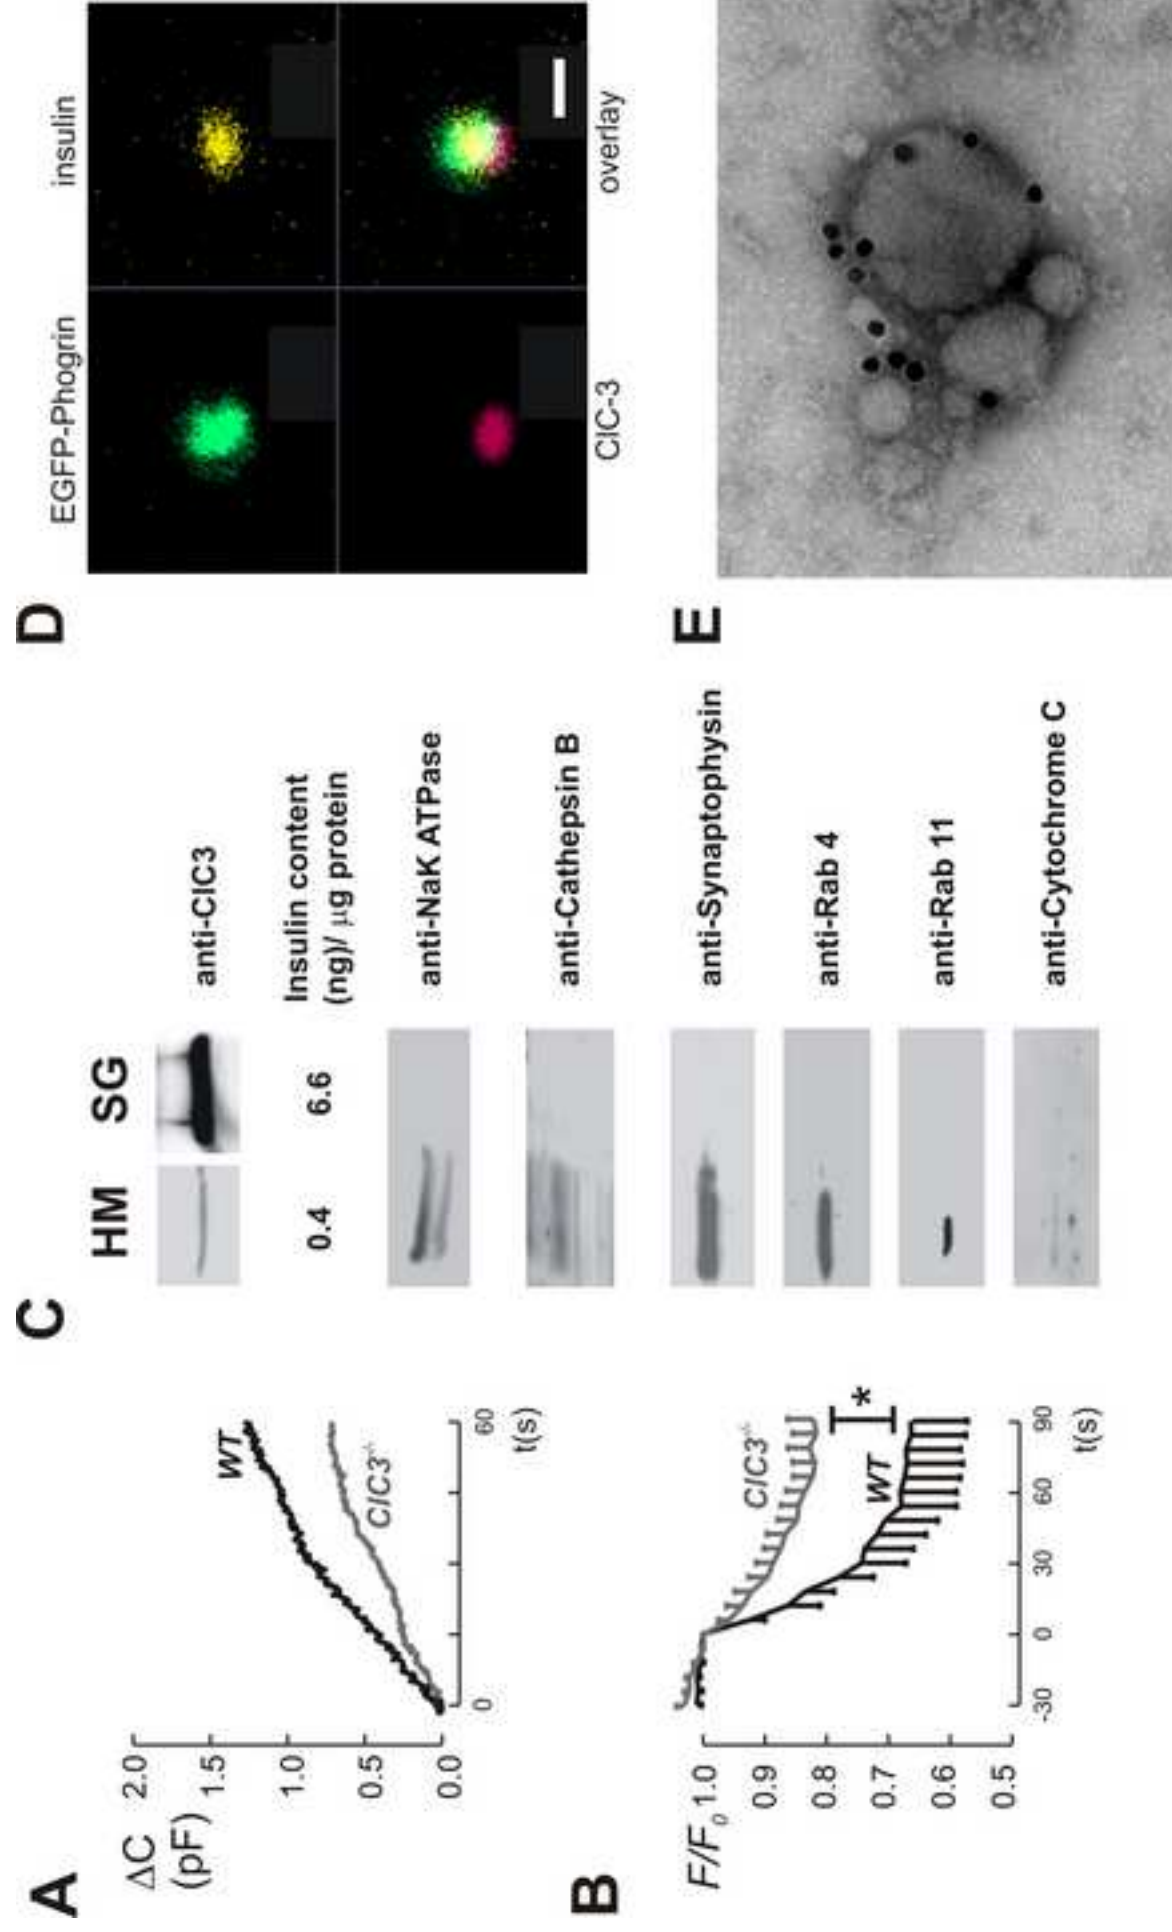 A
ΔC
(pF)
2.0
1.5
1.0
0.5
0.0
WT
ClC3-/-
0
60
t(s)
B
F/F0
1.0
0.9
0.8
0.7
0.6
0.5
ClC3-/-
WT
*
-30
0
30
60
90
t(s)
C
HM SG
anti-ClC3
0.4 6.6
Insulin content
(ng)/ μg protein
anti-NaK ATPase
anti-Cathepsin B
anti-Synaptophysin
anti-Rab 4
anti-Rab 11
anti-Cytochrome C
D
EGFP-Phogrin
insulin
ClC-3
overlay
E